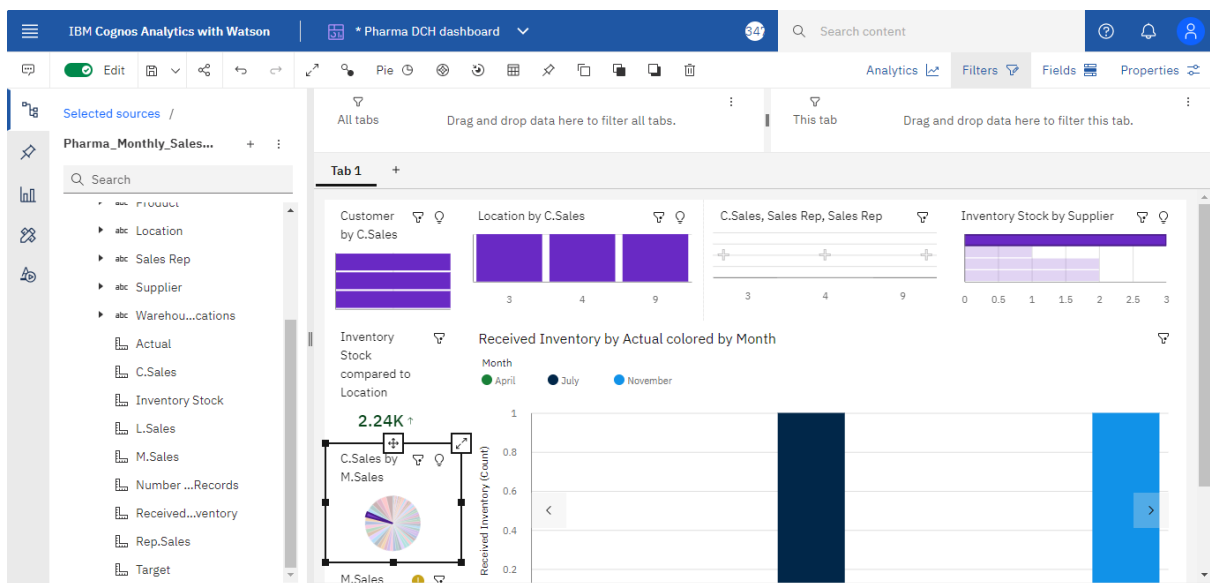 IBM Cognos Analytics with Watson
* Pharma DCH dashboard
Search content
Edit
Pie
Analytics
Filters
Fields
Properties
Selected sources /
Pharma_Monthly_Sales...
Search
abc Product
abc Location
abc Sales Rep
abc Supplier
abc Warehou...cations
Actual
C.Sales
Inventory Stock
L.Sales
M.Sales
Number ...Records
Received...ventory
Rep.Sales
Target
All tabs
Drag and drop data here to filter all tabs.
This tab
Drag and drop data here to filter this tab.
Tab 1 +
Customer
by C.Sales
Location by C.Sales
3 4 9
C.Sales, Sales Rep, Sales Rep
3 4 9
Inventory Stock by Supplier
0 0.5 1 1.5 2 2.5 3
Inventory
Stock
compared to
Location
2.24K
C.Sales by
M.Sales
M.Sales
Received Inventory by Actual colored by Month
Month
April July November
Received Inventory (Count)
1
0.8
0.6
0.4
0.2